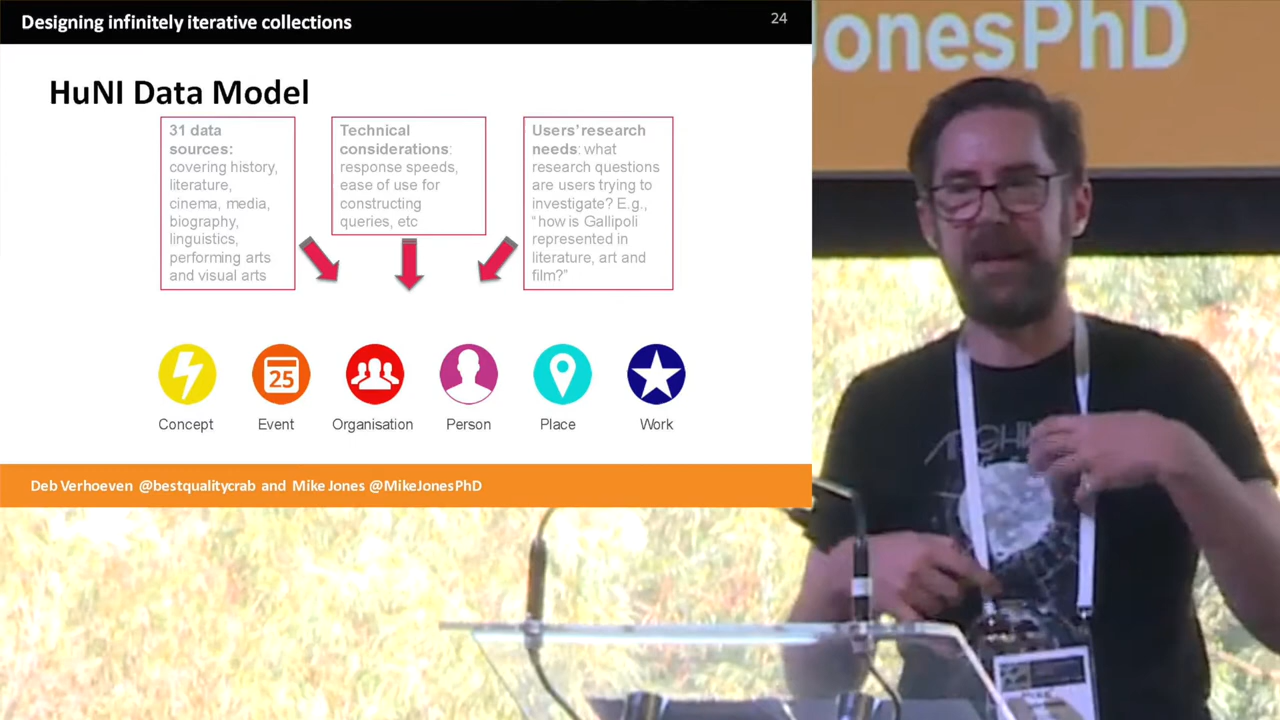 Designing infinitely iterative collections
24
HuNI Data Model
31 data
sources:
covering history,
literature,
cinema, media,
biography,
linguistics,
performing arts
and visual arts
Technical
considerations:
response speeds,
ease of use for
constructing
queries, etc
Users' research
needs: what
research questions
are users trying to
investigate? E.g.,
"how is Gallipoli
represented in
literature, art and
film?"
25
Concept
Event
Organisation
Person
Place
Work
Deb Verhoeven @bestqualitycrab and Mike Jones @MikeJonesPhD
JonesPhD